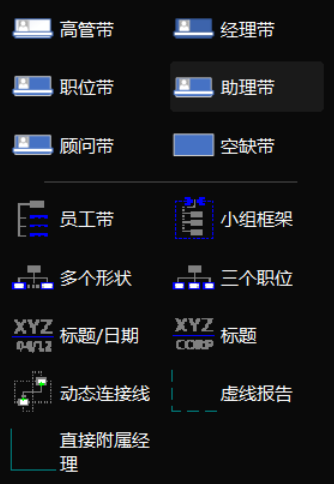 高管带
经理带
职位带
助理带
顾问带
空缺带
员工带
小组框架
多个形状
三个职位
XYZ
04/12
标题/日期
XYZ
CORP
标题
动态连接线
虚线报告
直接附属经
理